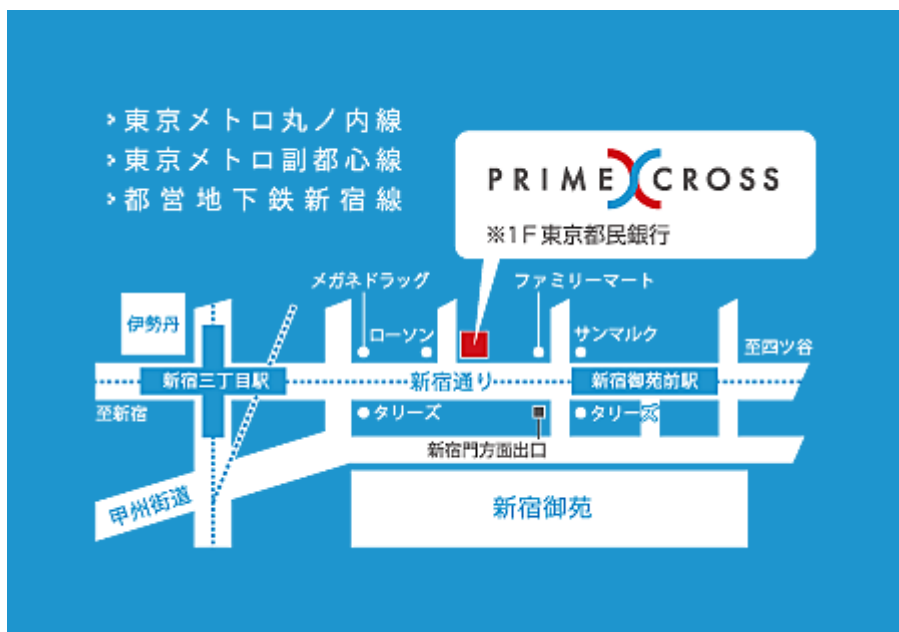 ›東京メトロ丸ノ内線
›東京メトロ副都心線
›都営地下鉄新宿線
PRIME CROSS
※1F東京都民銀行
メガネドラッグ
ファミリーマート
伊勢丹
ローソン
サンマルク
至四ツ谷
新宿三丁目駅
新宿通り
新宿御苑前駅
至新宿
タリーズ
タリーズ
新宿門方面出口
甲州街道
新宿御苑